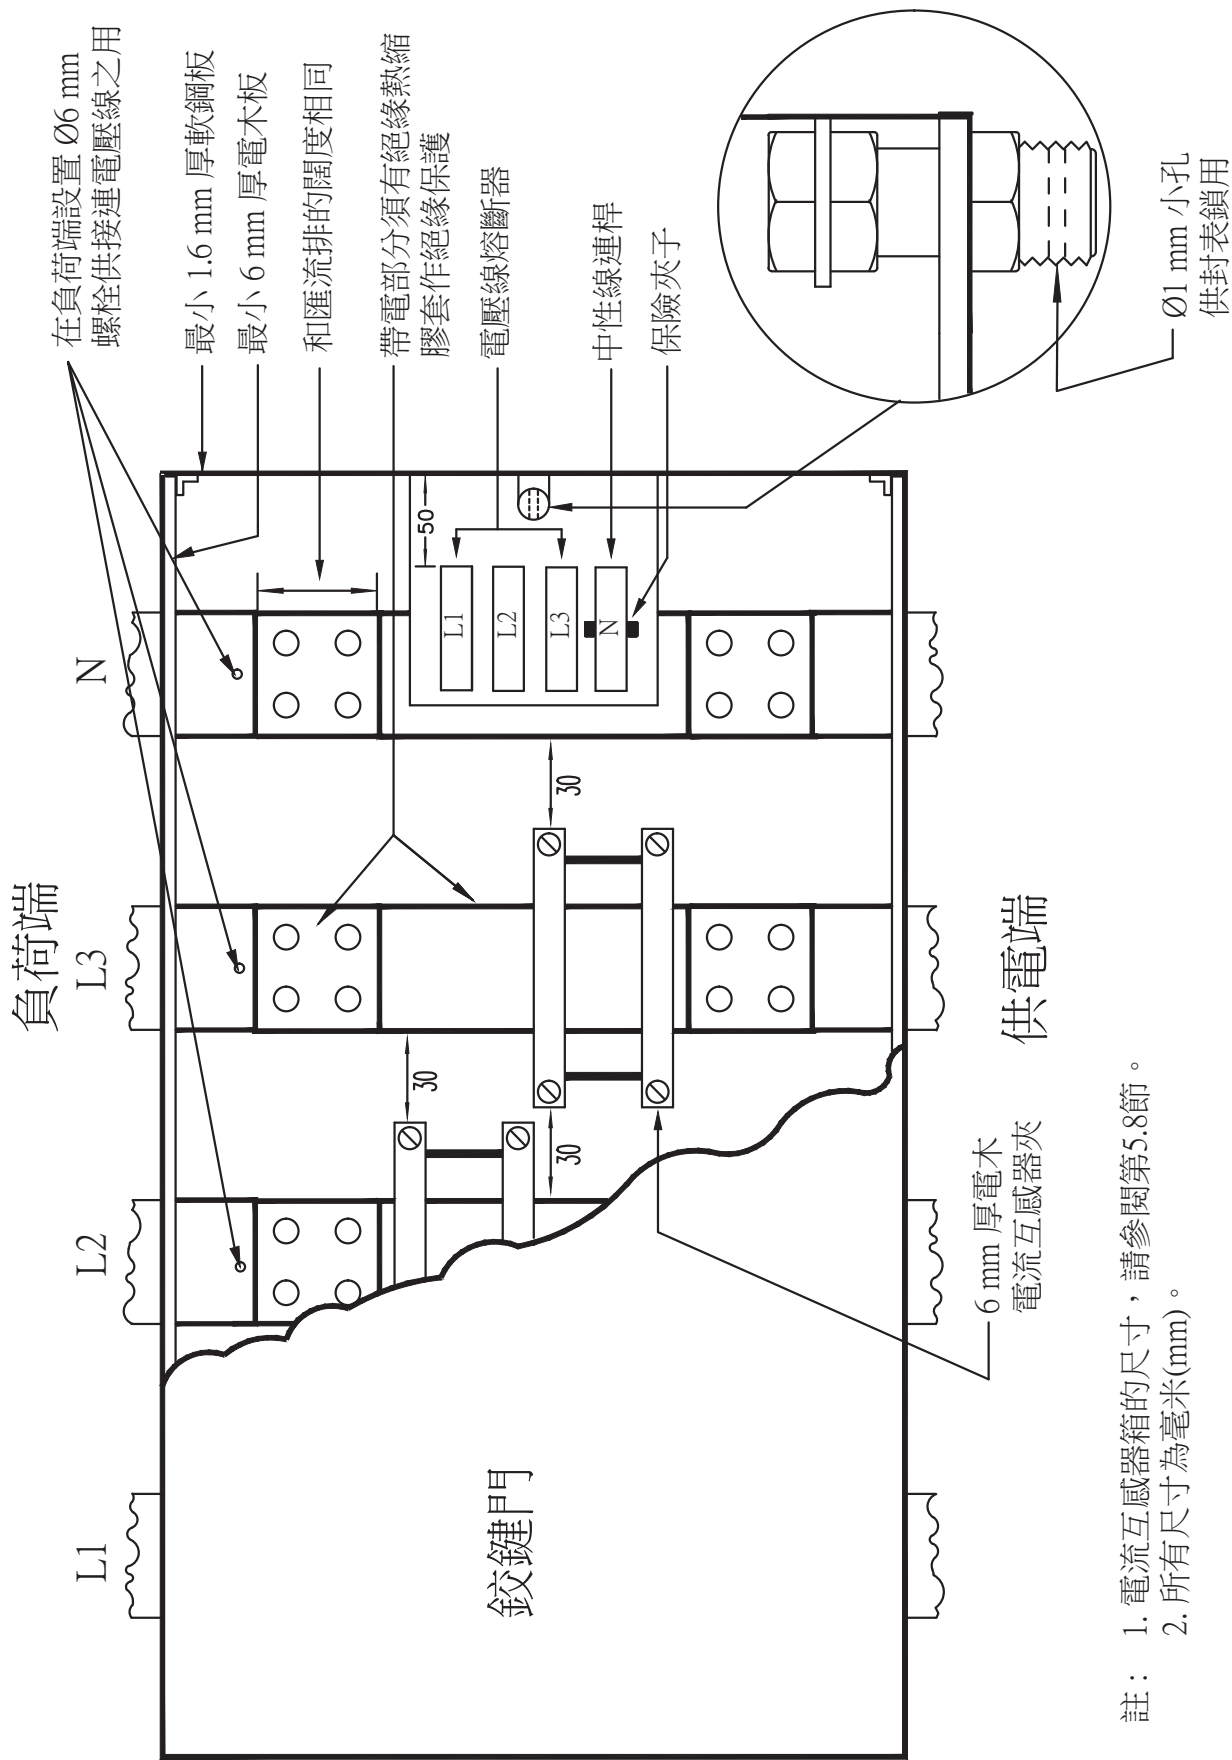 負荷端
L1
L2
L3
N
在負荷端設置 Ø6 mm
螺栓供接連電壓線之用
最小 1.6 mm 厚軟鋼板
最小 6 mm 厚電木板
和匯流排的闊度相同
帶電部分須有絕緣熱縮
膠套作絕緣保護
電壓線熔斷器
中性線連桿
保險夾子
50
L1
L2
L3
N
30
30
30
鉸鍵門
供電端
6 mm 厚電木
電流互感器夾
Ø1 mm 小孔
供封表鎖用
註： 1. 電流互感器箱的尺寸，請參閱第5.8節。
2. 所有尺寸為毫米(mm)。